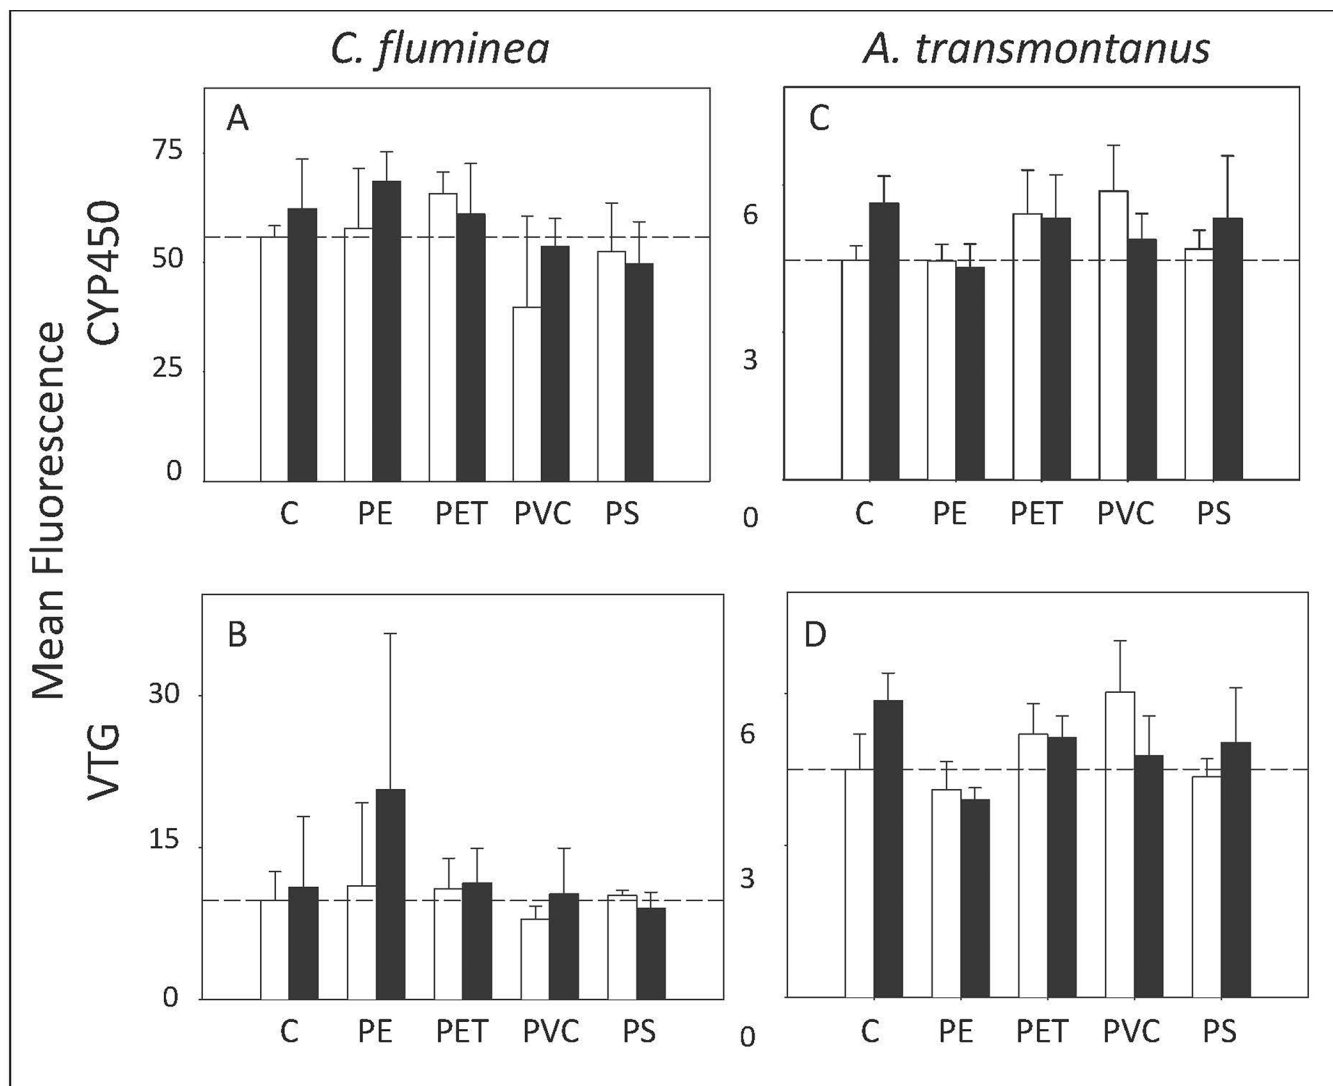 C. fluminea
A. transmontanus
Mean Fluorescence
CYP450
A
75
50
25
0
C PE PET PVC PS
C
6
3
0
C PE PET PVC PS
VTG
B
30
15
0
C PE PET PVC PS
D
6
3
0
C PE PET PVC PS